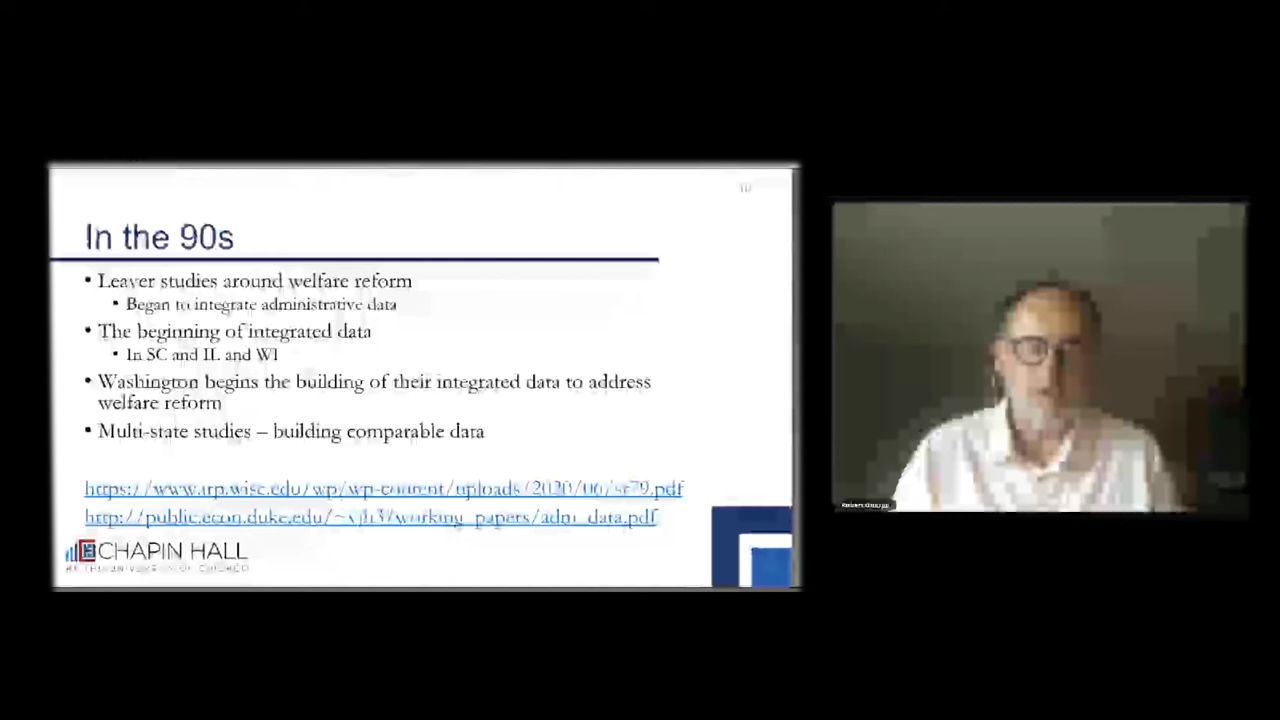 10
In the 90s
• Leaver studies around welfare reform
• Began to integrate administrative data
• The beginning of integrated data
• In SC and IL and WI
• Washington begins the building of their integrated data to address
welfare reform
• Multi-state studies – building comparable data
https://www.irp.wisc.edu/wp/wp-content/uploads/2020/06/sr79.pdf
http://public.econ.duke.edu/~vjh3/working_papers/adm_data.pdf
CHAPIN HALL
AT THE UNIVERSITY OF CHICAGO
Robert